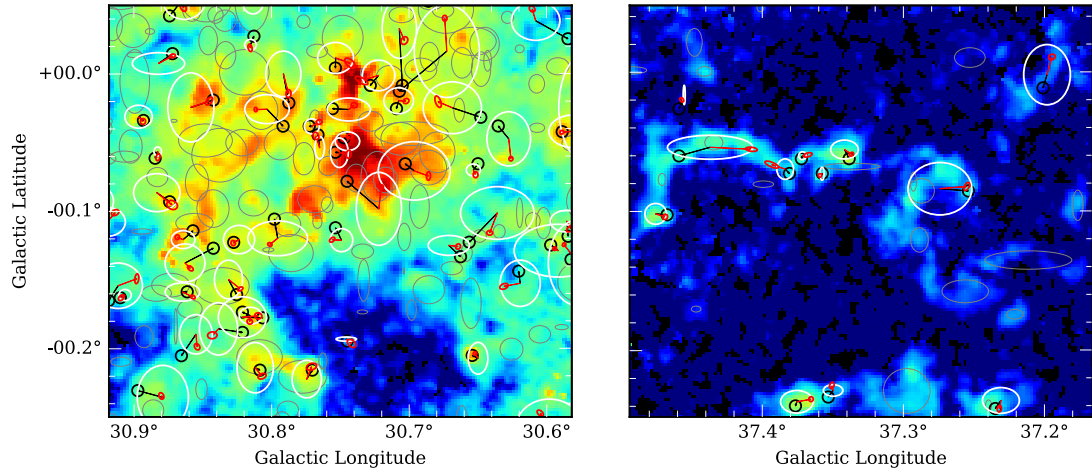 +00.0°
-00.1°
-00.2°
Galactic Latitude
30.9 30.8 30.7 30.6
Galactic Longitude
37.4 37.3 37.2
Galactic Longitude